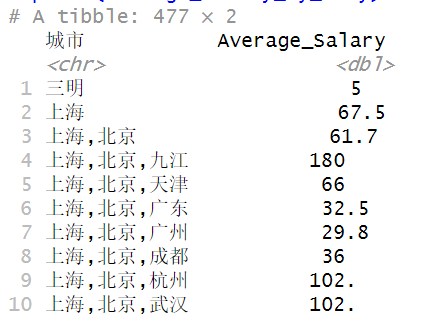 # A tibble: 477 × 2
城市 Average_Salary
<chr> <dbl>
1 三明 5
2 上海 67.5
3 上海,北京 61.7
4 上海,北京,九江 180
5 上海,北京,天津 66
6 上海,北京,广东 32.5
7 上海,北京,广州 29.8
8 上海,北京,成都 36
9 上海,北京,杭州 102.
10 上海,北京,武汉 102.